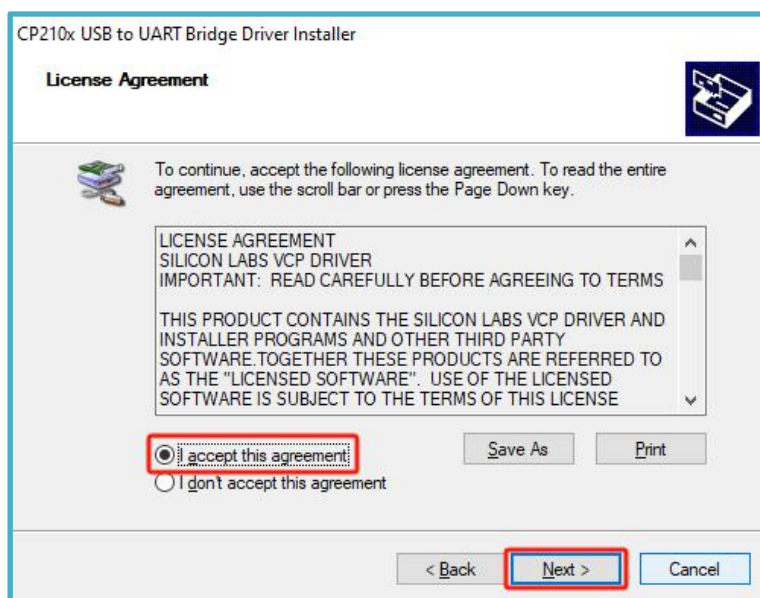 CP210x USB to UART Bridge Driver Installer
License Agreement
To continue, accept the following license agreement. To read the entire
agreement, use the scroll bar or press the Page Down key.
LICENSE AGREEMENT
SILICON LABS VCP DRIVER
IMPORTANT:  READ CAREFULLY BEFORE AGREEING TO TERMS
THIS PRODUCT CONTAINS THE SILICON LABS VCP DRIVER AND
INSTALLER PROGRAMS AND OTHER THIRD PARTY
SOFTWARE.TOGETHER THESE PRODUCTS ARE REFERRED TO
AS THE "LICENSED SOFTWARE".  USE OF THE LICENSED
SOFTWARE IS SUBJECT TO THE TERMS OF THIS LICENSE
I accept this agreement
Save As
Print
I don't accept this agreement
< Back
Next >
Cancel